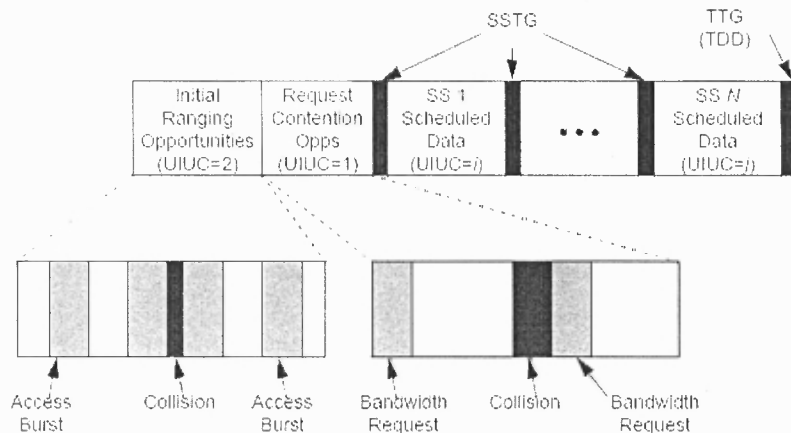 SSTG
TTG
(TDD)
Initial
Ranging
Opportunities
(UIUC=2)
Request
Contention
Opps
(UIUC=1)
SS 1
Scheduled
Data
(UIUC=i)
• • •
SS N
Scheduled
Data
(UIUC=j)
Access
Burst
Collision
Access
Burst
Bandwidth
Request
Collision
Bandwidth
Request